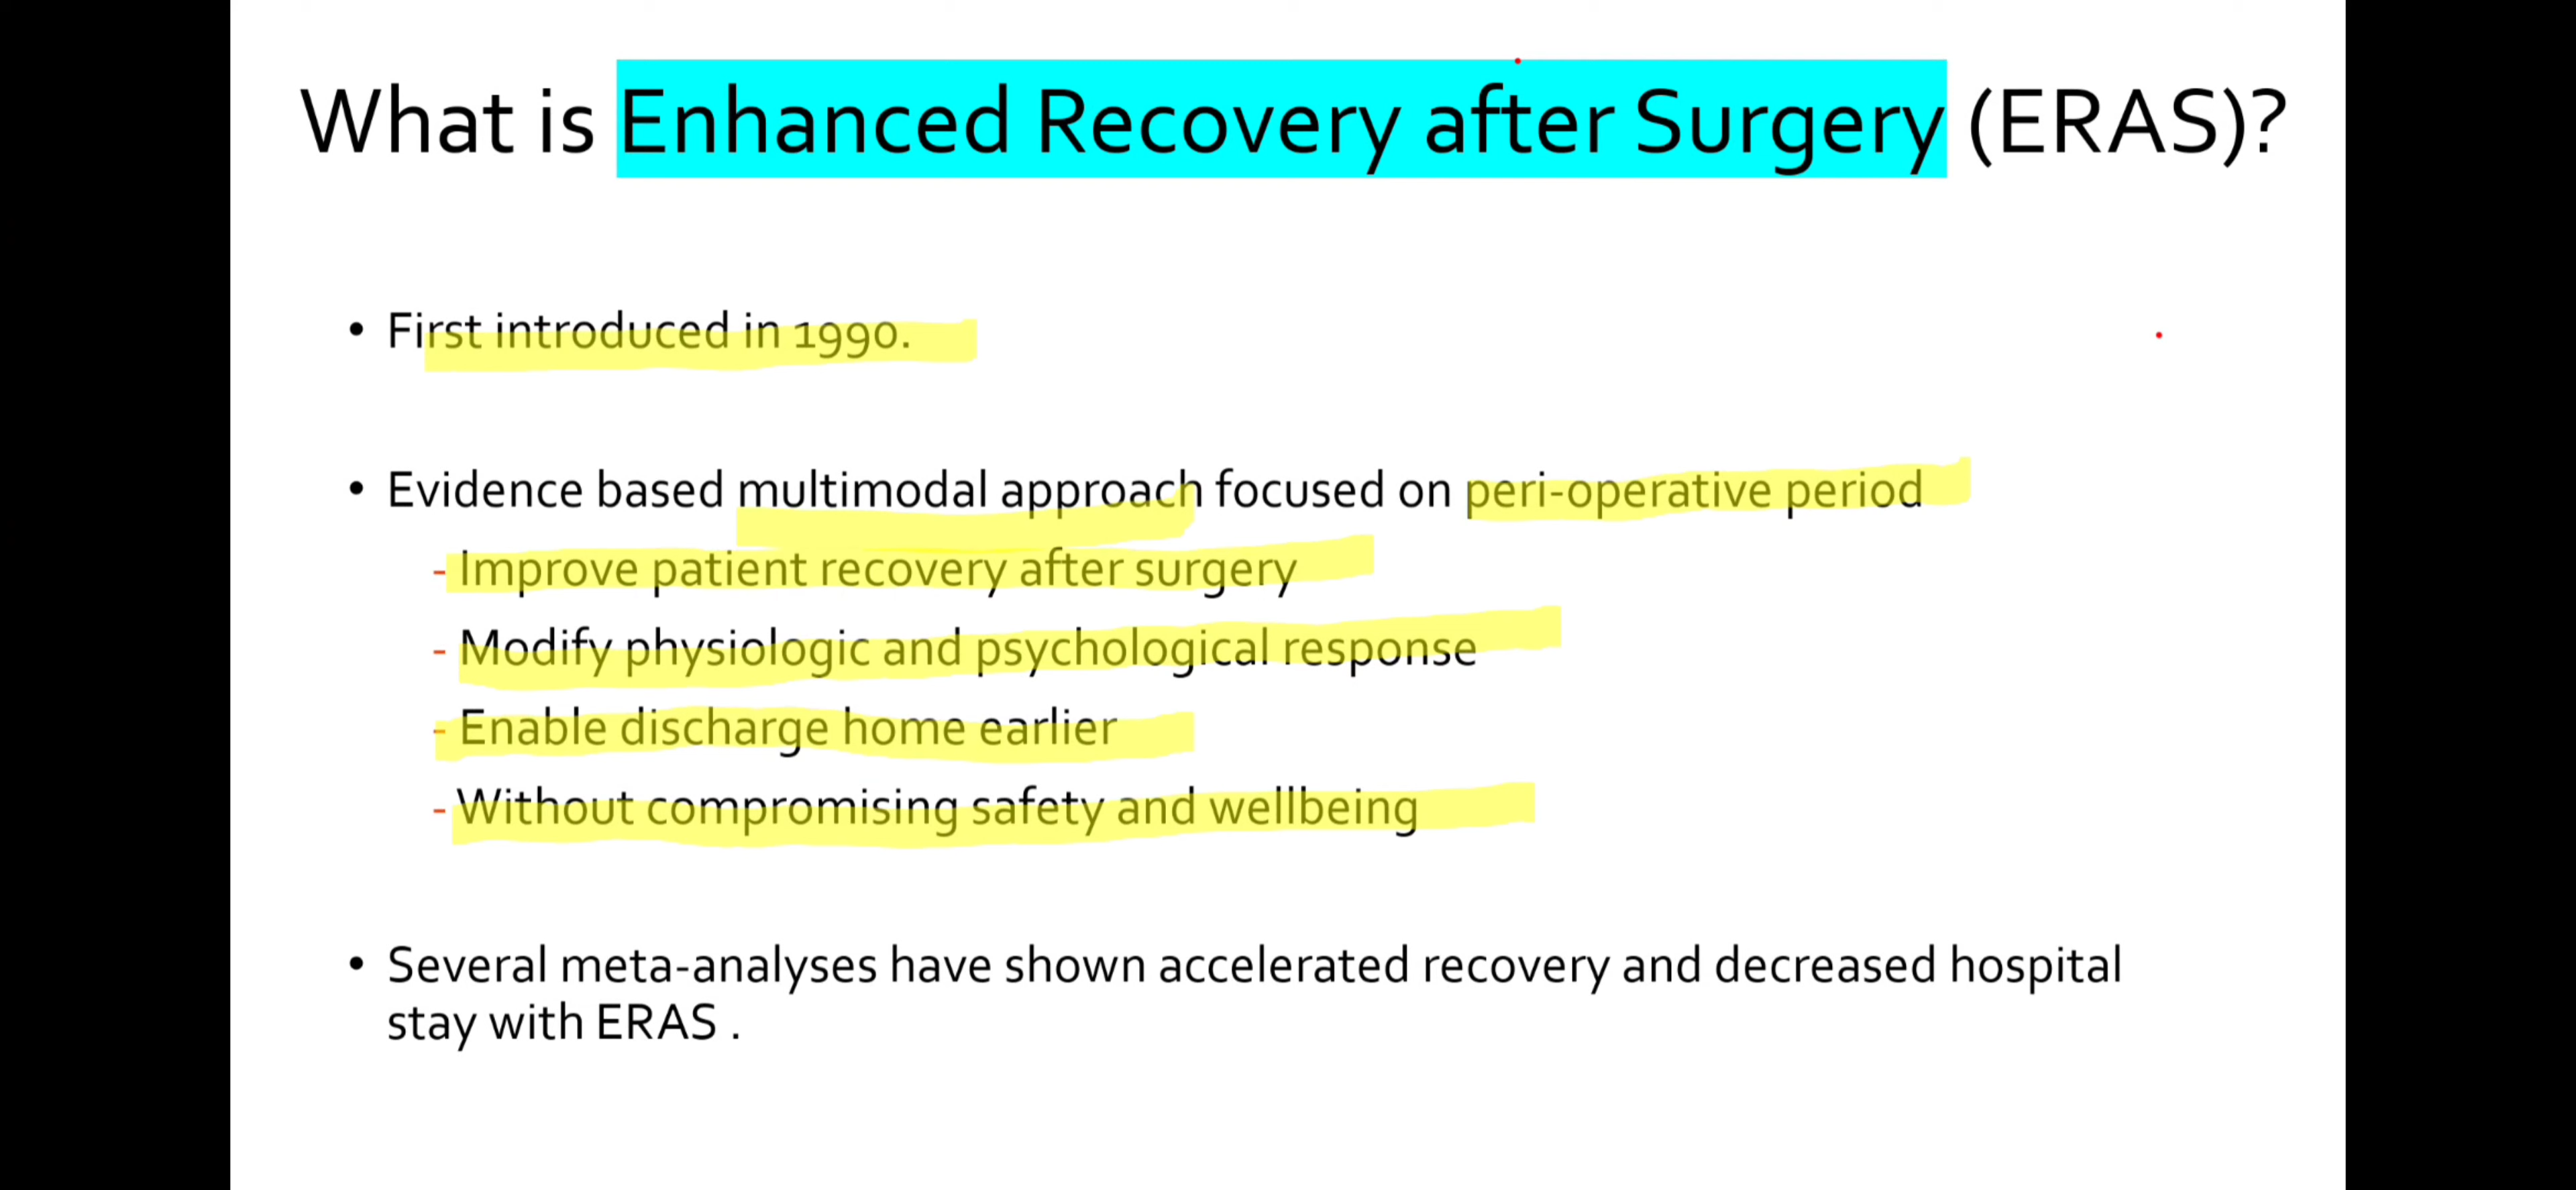 What is Enhanced Recovery after Surgery (ERAS)?
• First introduced in 1990.
• Evidence based multimodal approach focused on peri-operative period
- Improve patient recovery after surgery
- Modify physiologic and psychological response
- Enable discharge home earlier
- Without compromising safety and wellbeing
• Several meta-analyses have shown accelerated recovery and decreased hospital
stay with ERAS .